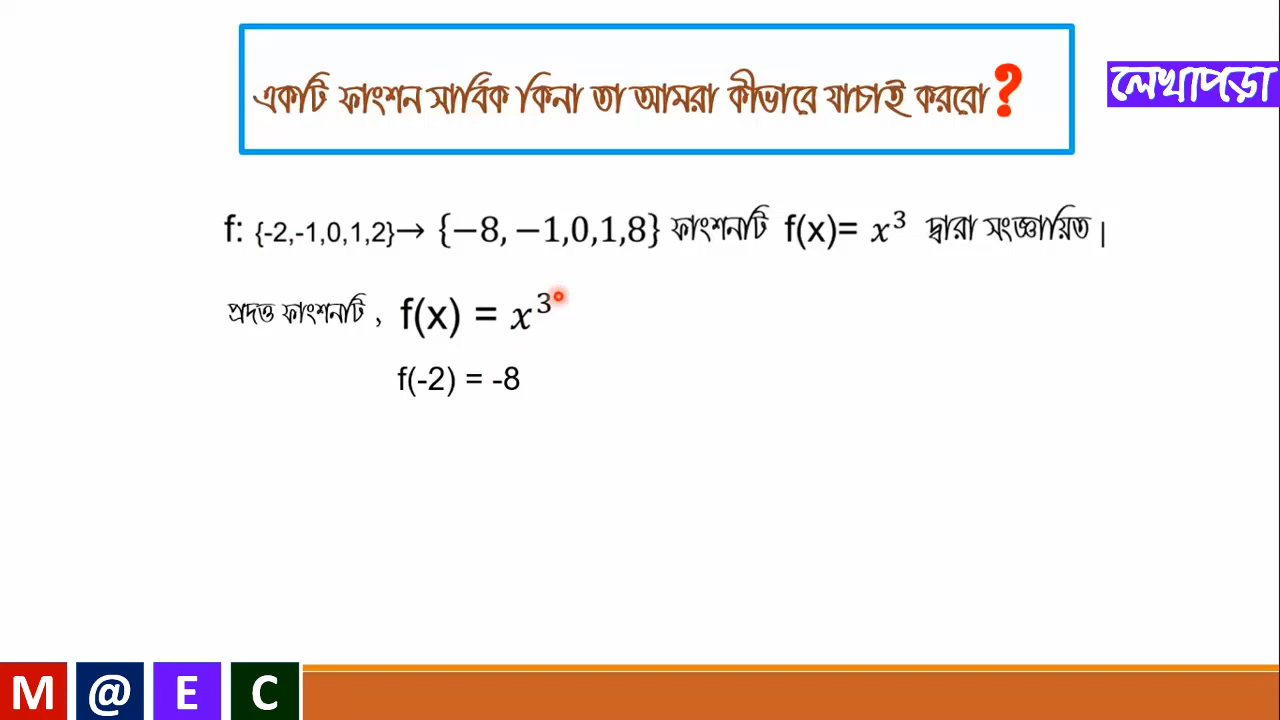 একটি ফাংশন সার্বিক কিনা তা আমরা কীভাবে যাচাই করবো?
লেখাপড়া
f: {-2,-1,0,1,2}→ {−8, −1,0,1,8} ফাংশনটি f(x)= x³ দ্বারা সংজ্ঞায়িত।
প্রদত্ত ফাংশনটি, f(x) = x³
f(-2) = -8
M @ E C